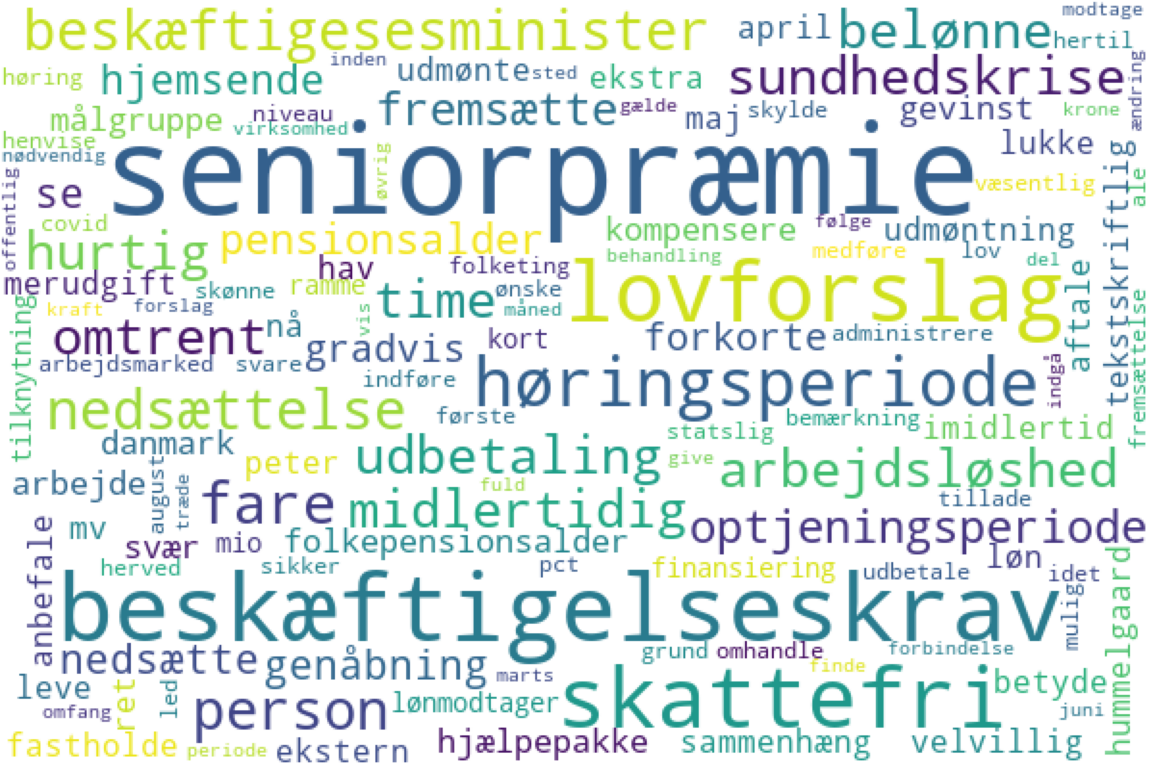 beskæftigesesminister
april
belønne
modtage
hertil
høring
hjemsende
inden
udmønte
sted
ekstra
sundhedskrise
ændring
målgruppe
niveau
virksomhed
fremsætte
gælde
maj
skylde
gevinst
krone
henvise
nødvendig
seniorpræmie
øvrig
lukke
væsentlig
offentlig
se
covid
hurtig
pensionsalder
kompensere
følge
udmøntning
ale
tekstskriftlig
merudgift
hav
folketing
behandling
medføre
lov
del
skønne
ramme
time
ønske
måned
lovforslag
aftale
kraft
forslag
vis
omtrent
nå
gradvis
kort
forkorte
administrere
arbejdsmarked
svare
indføre
høringsperiode
indgå
fremsættelse
tilknytning
nedsættelse
første
bemærkning
statslig
imidlertid
danmark
peter
udbetaling
give
arbejdsløshed
arbejde
august
træde
fare
fuld
midlertidig
tillade
optjeningsperiode
mv
svær
mio
folkepensionsalder
løn
anbefale
herved
sikker
pct
finansiering
udbetale
idet
beskæftigelseskrav
mulig
hummelgaard
nedsætte
genåbning
marts
grund
omhandle
forbindelse
finde
leve
omfang
ret
led
person
lønmodtager
skattefri
betyde
juni
fastholde
periode
ekstern
hjælpepakke
sammenhæng
velvillig